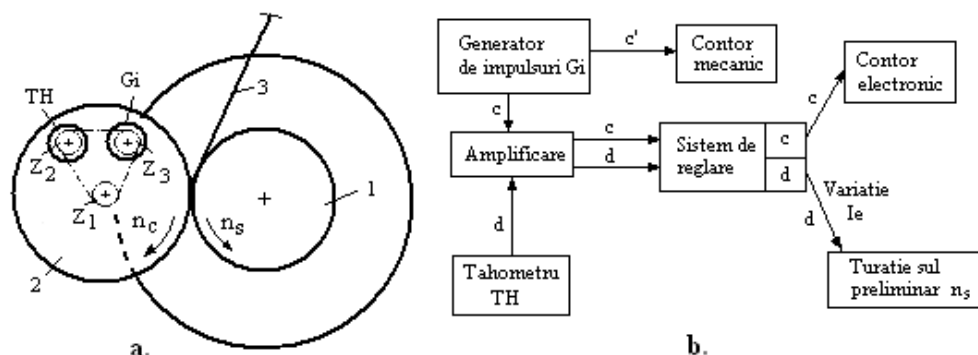 TH
Gi
3
Z2
Z3
Z1
1
nc
ns
2
a.
Generator
de impulsuri Gi
c'
Contor
mecanic
Contor
electronic
c
c
c
Amplificare
d
Sistem de
reglare
c
d
Variatie
Ie
d
d
Tahometru
TH
Turatie sul
preliminar ns
b.